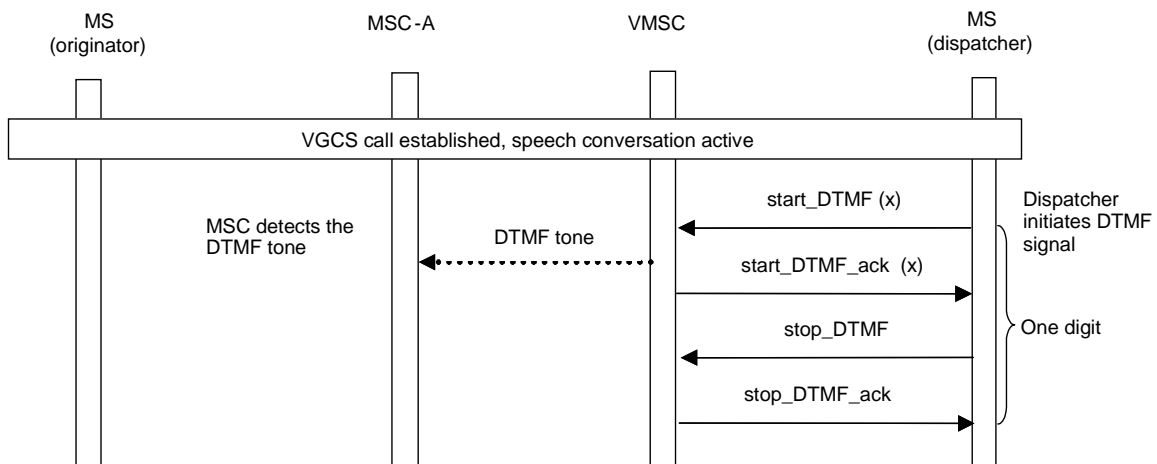 MS
(originator)
MSC-A
VMSC
MS
(dispatcher)
VGCS call established, speech conversation active
start_DTMF (x)
Dispatcher
initiates DTMF
signal
MSC detects the
DTMF tone
DTMF tone
start_DTMF_ack (x)
One digit
stop_DTMF
stop_DTMF_ack